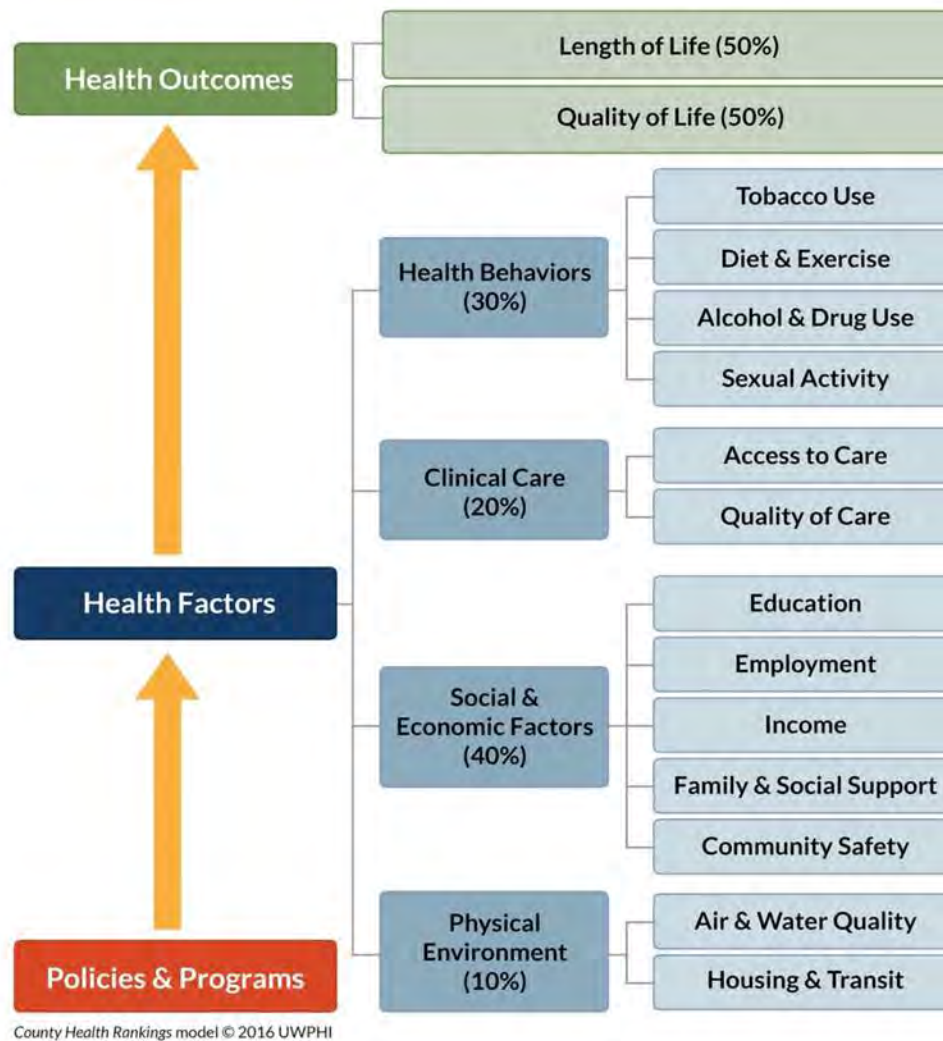 Health Outcomes
Length of Life (50%)
Quality of Life (50%)
Health Factors
Health Behaviors
(30%)
Tobacco Use
Diet & Exercise
Alcohol & Drug Use
Sexual Activity
Clinical Care
(20%)
Access to Care
Quality of Care
Social &
Economic Factors
(40%)
Education
Employment
Income
Family & Social Support
Community Safety
Physical
Environment
(10%)
Air & Water Quality
Housing & Transit
Policies & Programs
County Health Rankings model © 2016 UWPHI